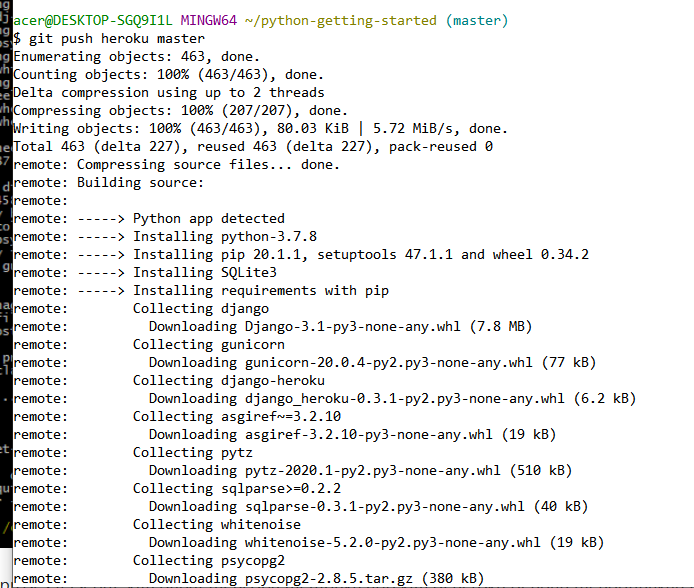 acer@DESKTOP-SGQ9I1L MINGW64 ~/python-getting-started (master)
$ git push heroku master
Enumerating objects: 463, done.
Counting objects: 100% (463/463), done.
Delta compression using up to 2 threads
Compressing objects: 100% (207/207), done.
Writing objects: 100% (463/463), 80.03 KiB | 5.72 MiB/s, done.
Total 463 (delta 227), reused 463 (delta 227), pack-reused 0
remote: Compressing source files... done.
remote: Building source:
remote:
remote: -----> Python app detected
remote: -----> Installing python-3.7.8
remote: -----> Installing pip 20.1.1, setuptools 47.1.1 and wheel 0.34.2
remote: -----> Installing SQLite3
remote: -----> Installing requirements with pip
remote:        Collecting django
remote:          Downloading Django-3.1-py3-none-any.whl (7.8 MB)
remote:        Collecting gunicorn
remote:          Downloading gunicorn-20.0.4-py2.py3-none-any.whl (77 kB)
remote:        Collecting django-heroku
remote:          Downloading django_heroku-0.3.1-py2.py3-none-any.whl (6.2 kB)
remote:        Collecting asgiref~=3.2.10
remote:          Downloading asgiref-3.2.10-py3-none-any.whl (19 kB)
remote:        Collecting pytz
remote:          Downloading pytz-2020.1-py2.py3-none-any.whl (510 kB)
remote:        Collecting sqlparse>=0.2.2
remote:          Downloading sqlparse-0.3.1-py2.py3-none-any.whl (40 kB)
remote:        Collecting whitenoise
remote:          Downloading whitenoise-5.2.0-py2.py3-none-any.whl (19 kB)
remote:        Collecting psycopg2
remote:          Downloading psycopg2-2.8.5.tar.gz (380 kB)